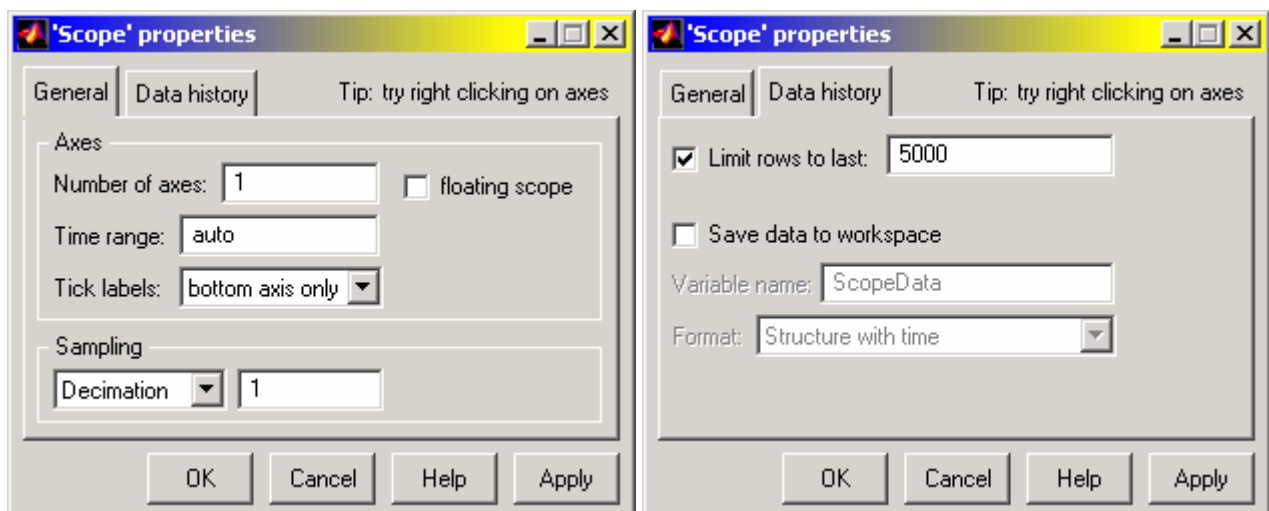 'Scope' properties
General Data history Tip: try right clicking on axes
Axes
Number of axes: 1 floating scope
Time range: auto
Tick labels: bottom axis only
Sampling
Decimation 1
OK Cancel Help Apply
'Scope' properties
General Data history Tip: try right clicking on axes
Limit rows to last: 5000
Save data to workspace
Variable name: ScopeData
Format: Structure with time
OK Cancel Help Apply